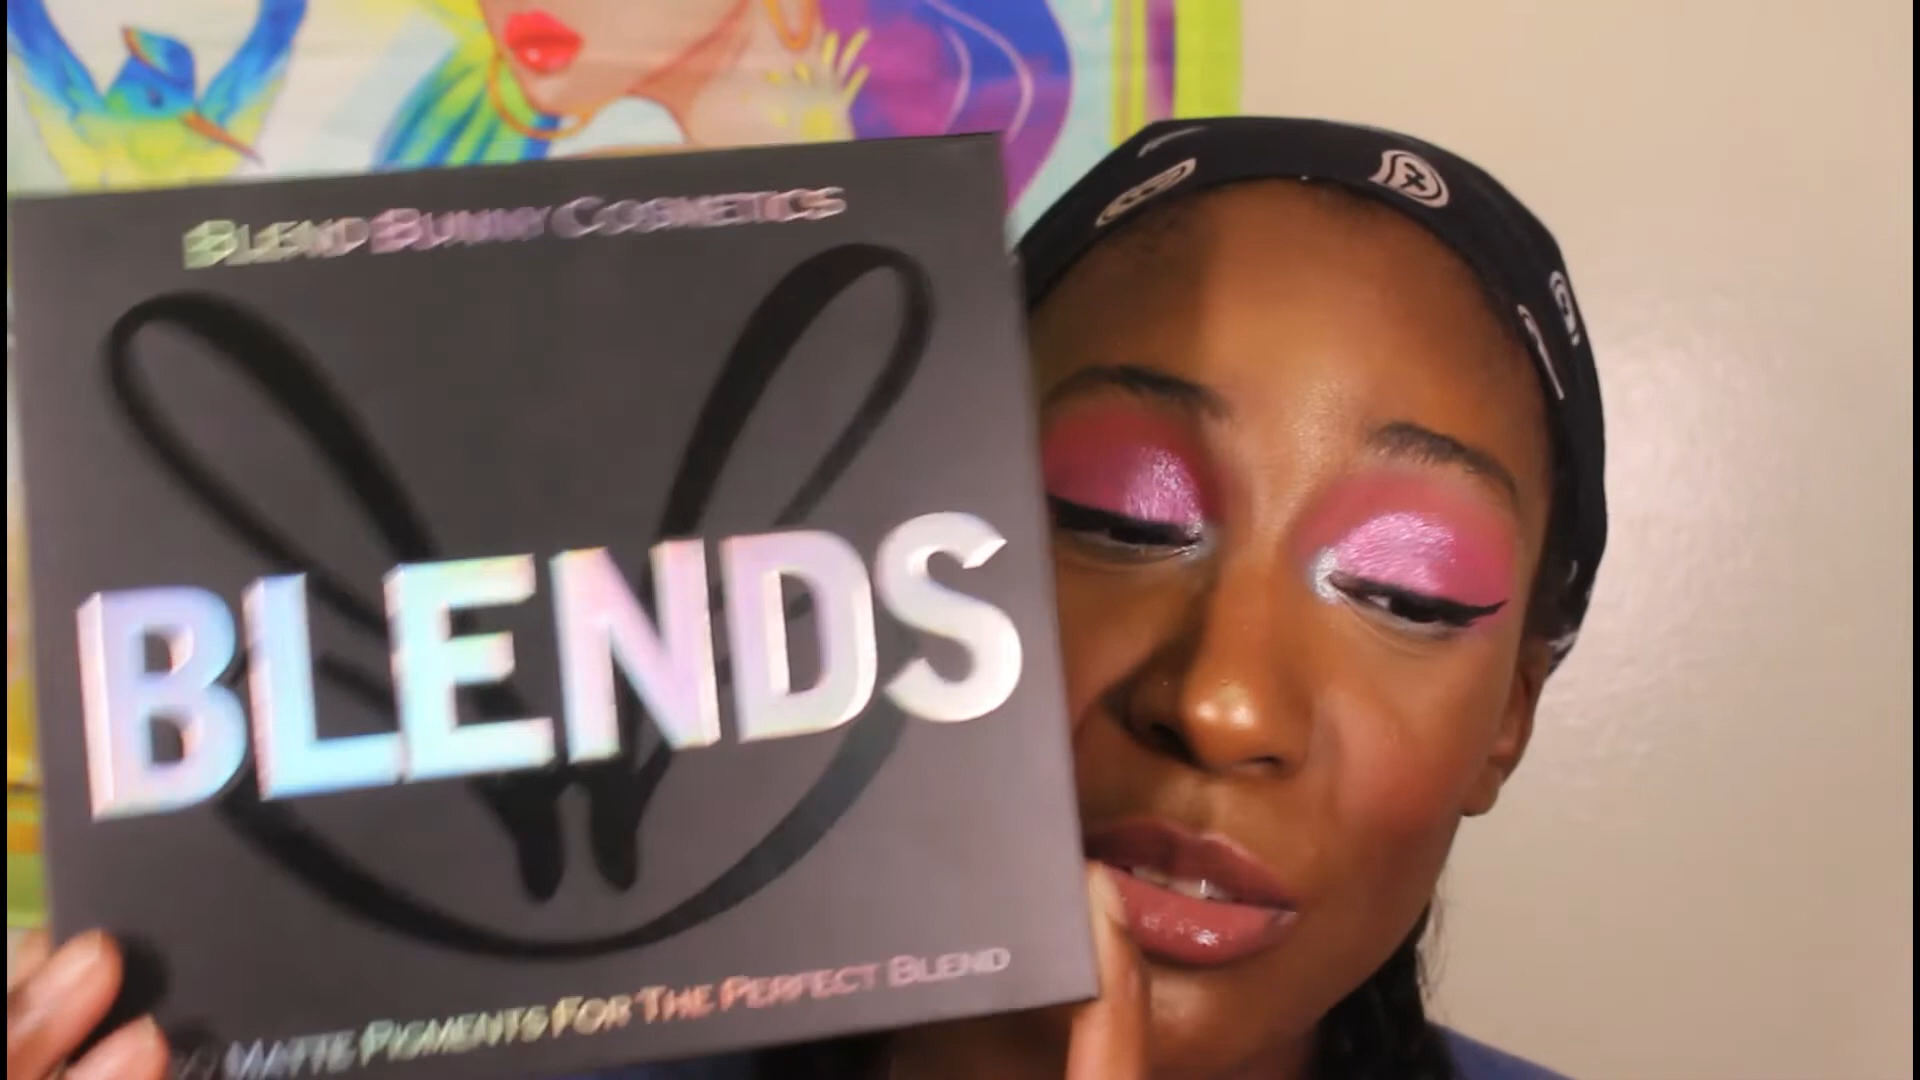 BLEND BUNNY COSMETICS
BLENDS
MATTE PIGMENTS FOR THE PERFECT BLEND